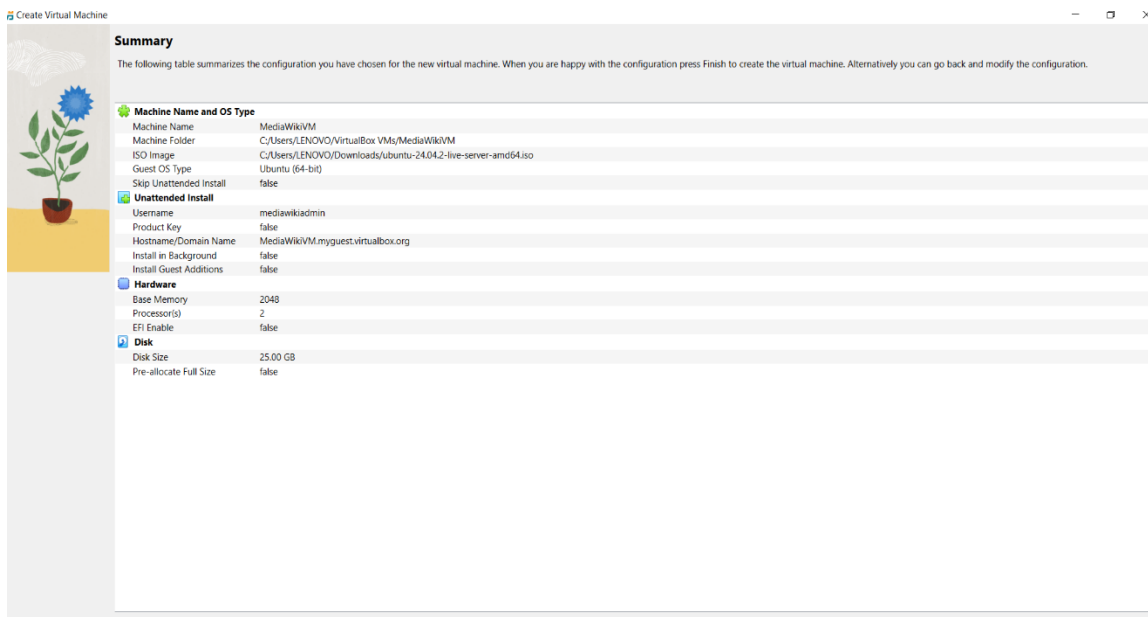 Create Virtual Machine
Summary
The following table summarizes the configuration you have chosen for the new virtual machine. When you are happy with the configuration press Finish to create the virtual machine. Alternatively you can go back and modify the configuration.
Machine Name and OS Type
Machine Name MediaWikiVM
Machine Folder C:/Users/LENOVO/VirtualBox VMs/MediaWikiVM
ISO Image C:/Users/LENOVO/Downloads/ubuntu-24.04.2-live-server-amd64.iso
Guest OS Type Ubuntu (64-bit)
Skip Unattended Install false
Unattended Install
Username mediawikiadmin
Product Key false
Hostname/Domain Name MediaWikiVM.myguest.virtualbox.org
Install in Background false
Install Guest Additions false
Hardware
Base Memory 2048
Processor(s) 2
EFI Enable false
Disk
Disk Size 25.00 GB
Pre-allocate Full Size false